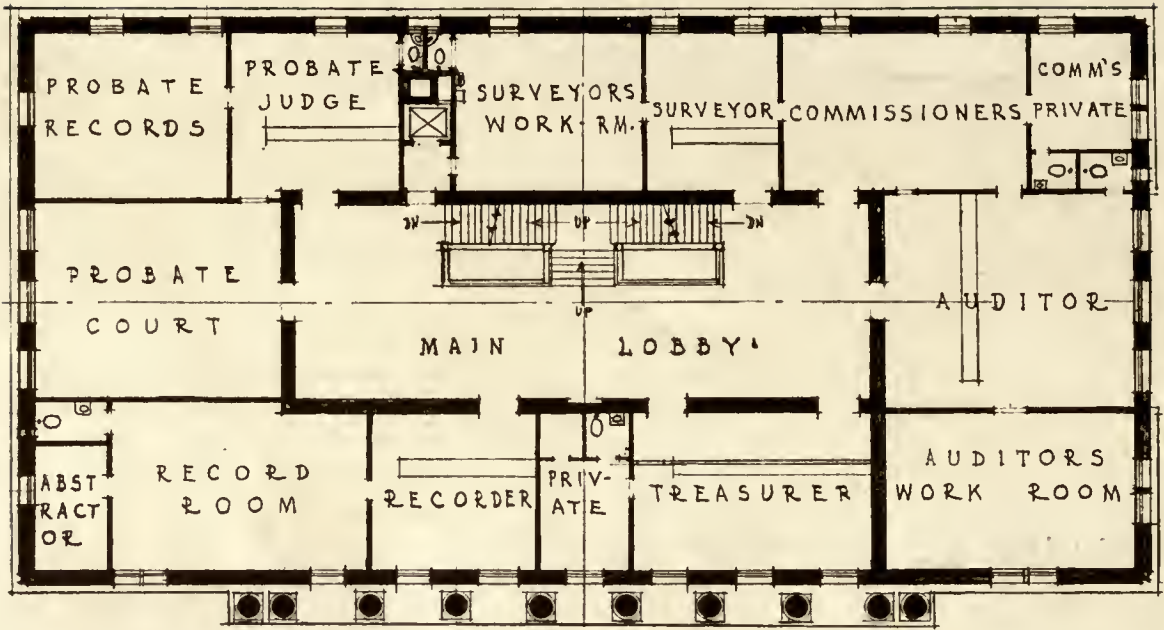 PROBATE
RECORDS
PROBATE
JUDGE
SURVEYORS
WORK RM.
SURVEYOR
COMMISSIONERS
COMM'S
PRIVATE
DN
UP
DN
UP
PROBATE
COURT
MAIN LOBBY
AUDITOR
ABST
RACT
OR
RECORD
ROOM
RECORDER
PRIV-
ATE
TREASURER
AUDITORS
WORK ROOM